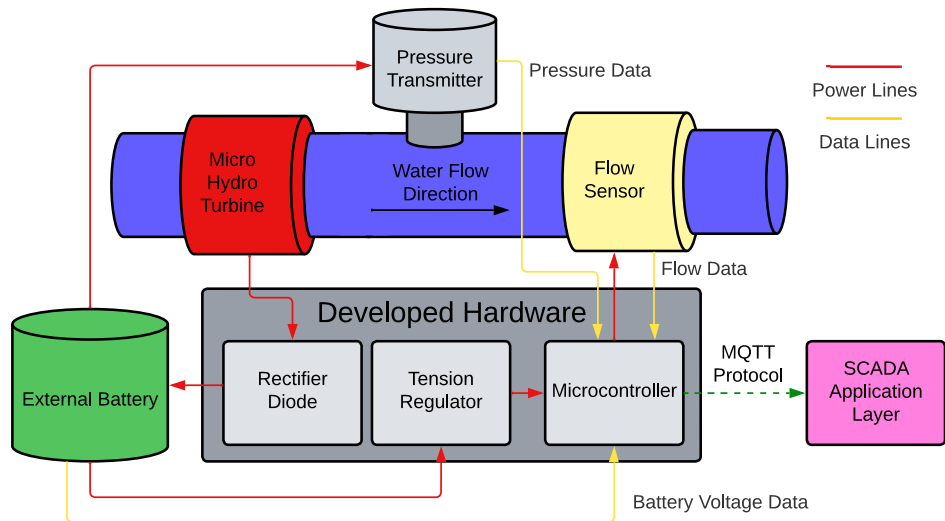 Pressure
Transmitter
Pressure Data
Power Lines
Data Lines
Micro
Hydro
Turbine
Water Flow
Direction
Flow
Sensor
Flow Data
Developed Hardware
External Battery
Rectifier
Diode
Tension
Regulator
Microcontroller
MQTT
Protocol
SCADA
Application
Layer
Battery Voltage Data